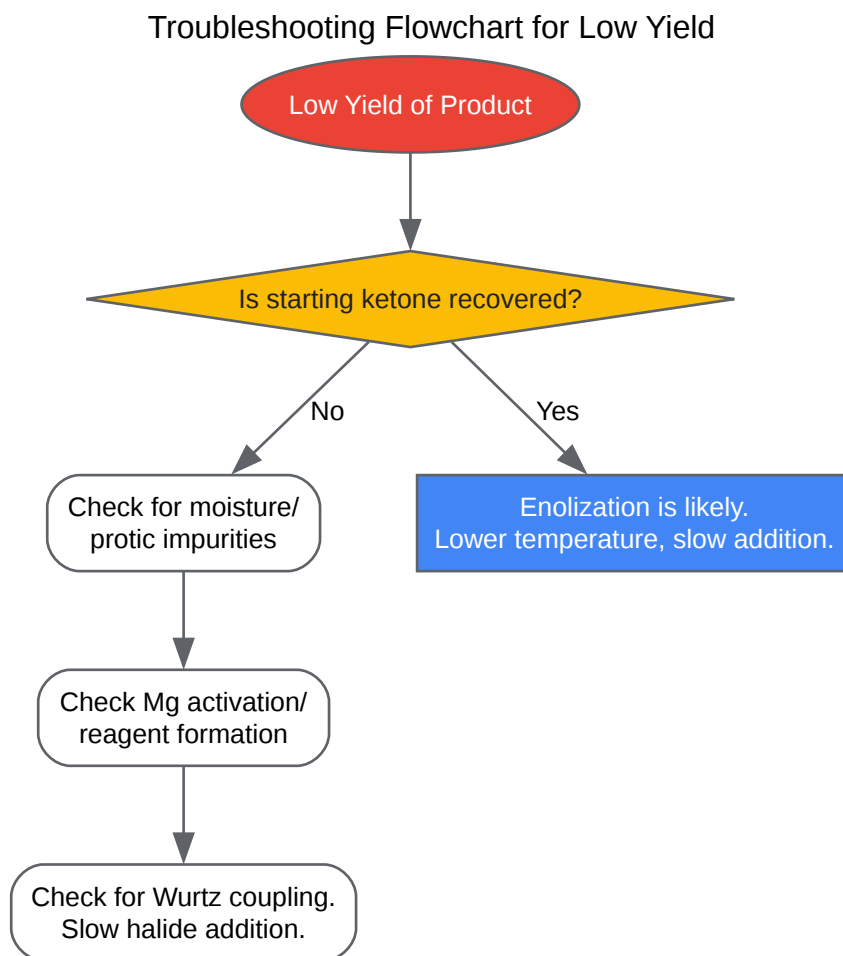 Troubleshooting Flowchart for Low Yield
Low Yield of Product
Is starting ketone recovered?
No
Yes
Check for moisture/
protic impurities
Enolization is likely.
Lower temperature, slow addition.
Check Mg activation/
reagent formation
Check for Wurtz coupling.
Slow halide addition.